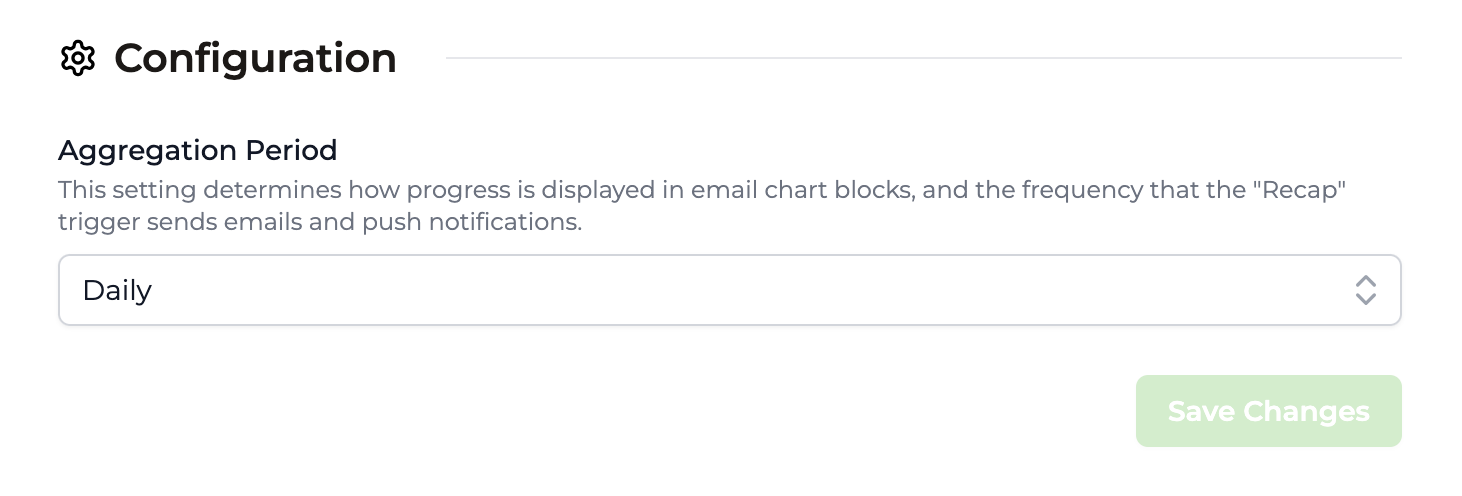 Configuration
Aggregation Period
This setting determines how progress is displayed in email chart blocks, and the frequency that the "Recap"
trigger sends emails and push notifications.
Daily
Save Changes